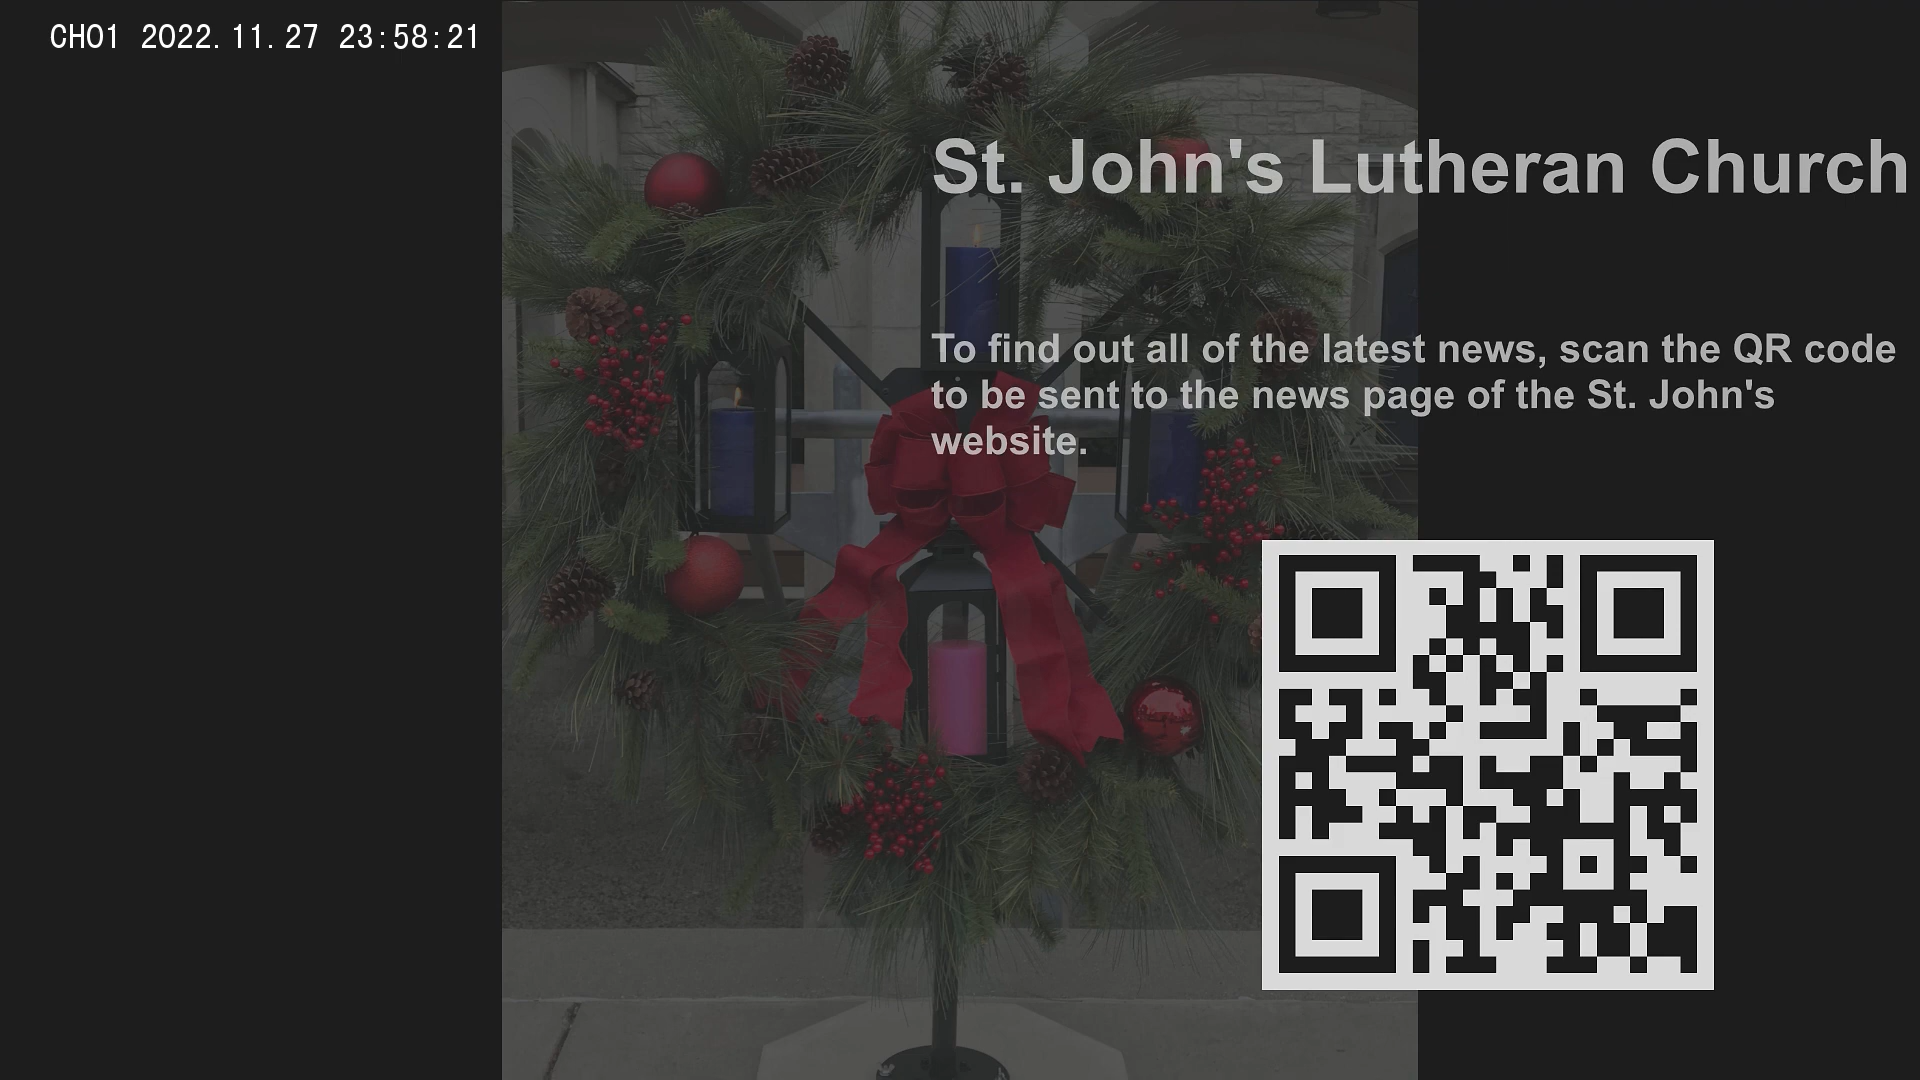 CH01 2022.11.27 23:58:21
St. John's Lutheran Church
To find out all of the latest news, scan the QR code
to be sent to the news page of the St. John's
website.